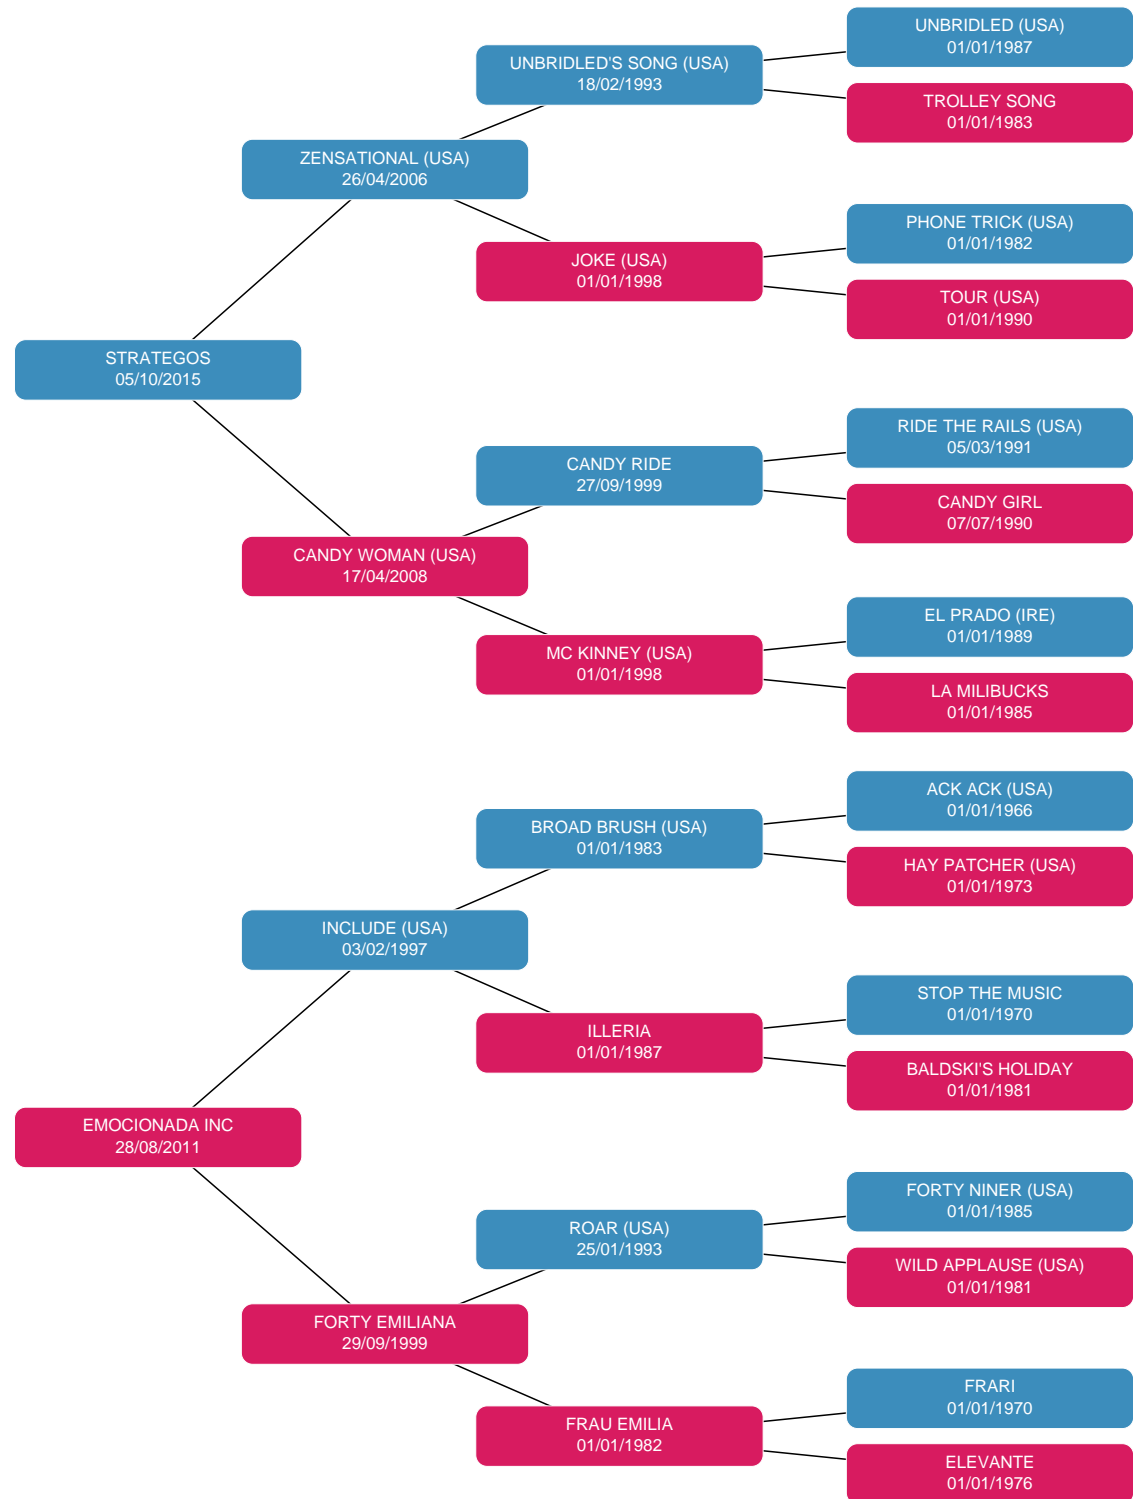 UNBRIDLED (USA)
01/01/1987
UNBRIDLED'S SONG (USA)
18/02/1993
TROLLEY SONG
01/01/1983
ZENSATIONAL (USA)
26/04/2006
PHONE TRICK (USA)
01/01/1982
JOKE (USA)
01/01/1998
TOUR (USA)
01/01/1990
STRATEGOS
05/10/2015
RIDE THE RAILS (USA)
05/03/1991
CANDY RIDE
27/09/1999
CANDY GIRL
07/07/1990
CANDY WOMAN (USA)
17/04/2008
EL PRADO (IRE)
01/01/1989
MC KINNEY (USA)
01/01/1998
LA MILIBUCKS
01/01/1985
ACK ACK (USA)
01/01/1966
BROAD BRUSH (USA)
01/01/1983
HAY PATCHER (USA)
01/01/1973
INCLUDE (USA)
03/02/1997
STOP THE MUSIC
01/01/1970
ILLERIA
01/01/1987
BALDSKI'S HOLIDAY
01/01/1981
EMOCIONADA INC
28/08/2011
FORTY NINER (USA)
01/01/1985
ROAR (USA)
25/01/1993
WILD APPLAUSE (USA)
01/01/1981
FORTY EMILIANA
29/09/1999
FRARI
01/01/1970
FRAU EMILIA
01/01/1982
ELEVANTE
01/01/1976